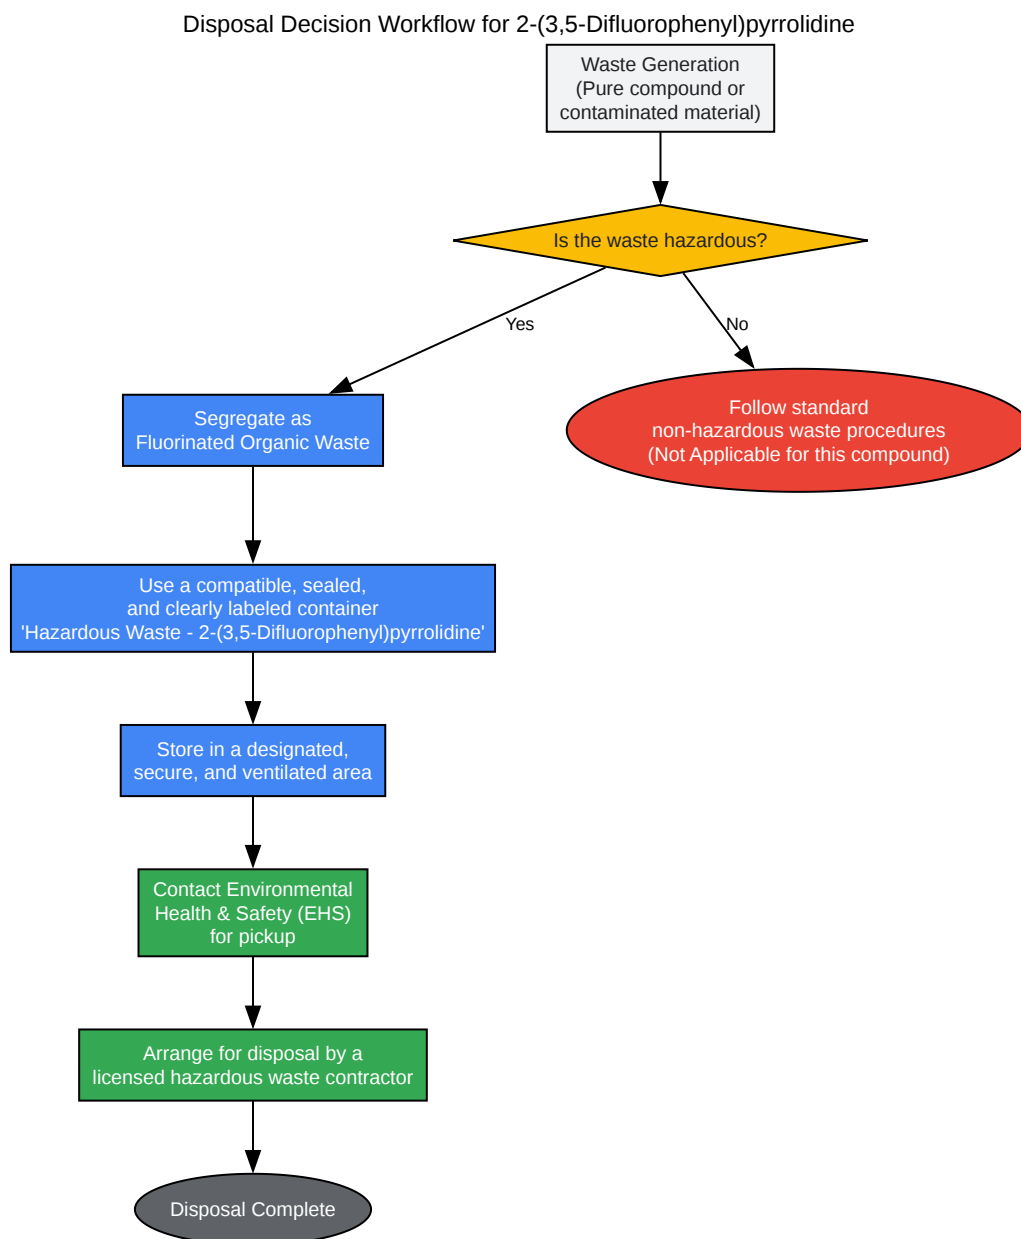 Disposal Decision Workflow for 2-(3,5-Difluorophenyl)pyrrolidine
Waste Generation
(Pure compound or
contaminated material)
Is the waste hazardous?
Yes
No
Segregate as
Fluorinated Organic Waste
Follow standard
non-hazardous waste procedures
(Not Applicable for this compound)
Use a compatible, sealed,
and clearly labeled container
'Hazardous Waste - 2-(3,5-Difluorophenyl)pyrrolidine'
Store in a designated,
secure, and ventilated area
Contact Environmental
Health & Safety (EHS)
for pickup
Arrange for disposal by a
licensed hazardous waste contractor
Disposal Complete